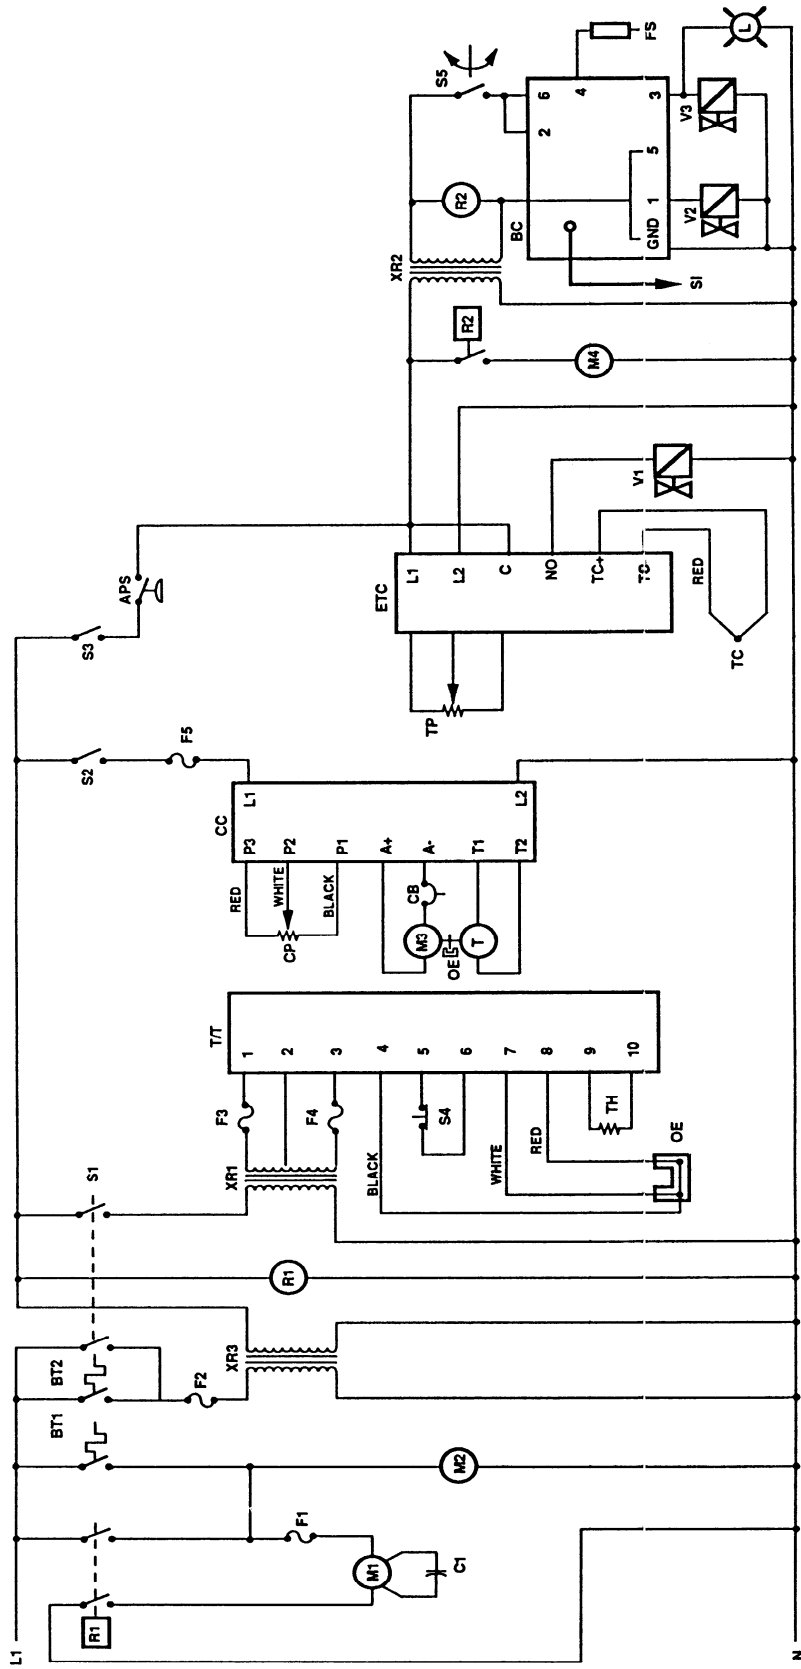 L1
R1
F1
M1
C1
M2
BT1
BT2
F2
XR3
R1
S1
XR1
F3
F4
T/T
1
2
3
4
5
6
7
8
9
10
BLACK
S4
WHITE
RED
TH
OE
CC
P3
P2
P1
A+
A-
T1
T2
L1
L2
RED
WHITE
BLACK
CP
CB
M3
OE
T
S2
F5
S3
APS
ETC
L1
L2
C
NO
TC+
TC-
TP
RED
TC
V1
R2
M4
XR2
R2
S5
BC
6
2
4
5
3
1
GND
SI
FS
V2
V3
L
N